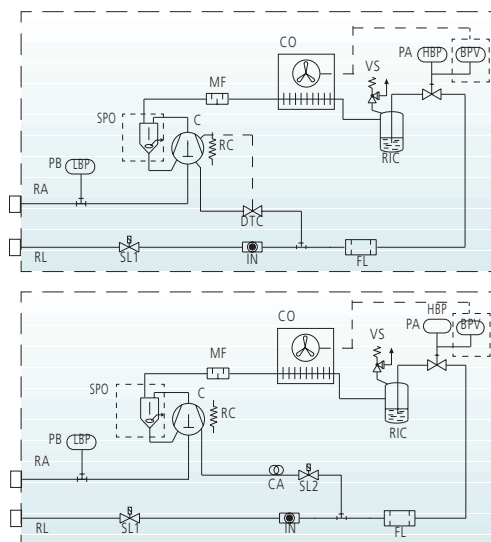 CO
VS
PA
HBP
BPV
MF
SPO
C
RC
RIC
PB
LBP
RA
DTC
RL
SL1
IN
FL
CO
VS
HBP
PA
BPV
MF
SPO
C
RC
RIC
PB
LBP
RA
CA
SL2
RL
SL1
IN
FL